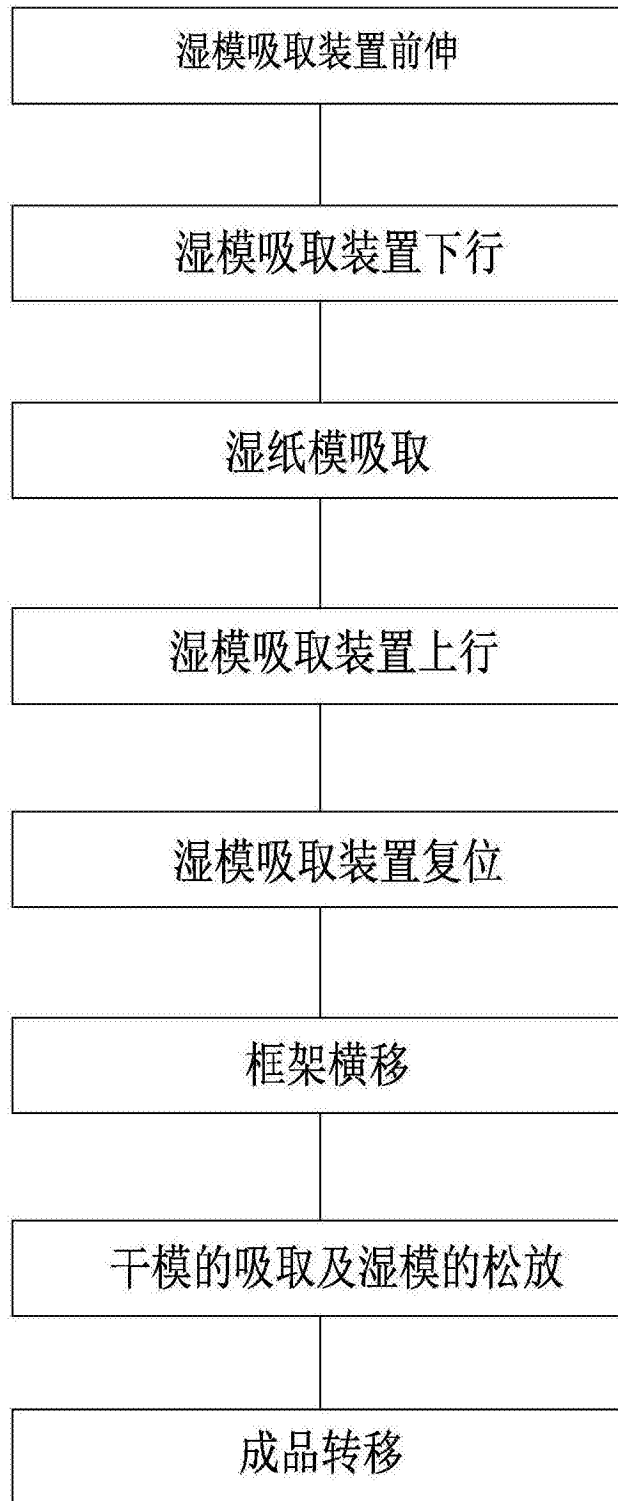 湿模吸取装置前伸
湿模吸取装置下行
湿纸模吸取
湿模吸取装置上行
湿模吸取装置复位
框架横移
干模的吸取及湿模的松放
成品转移